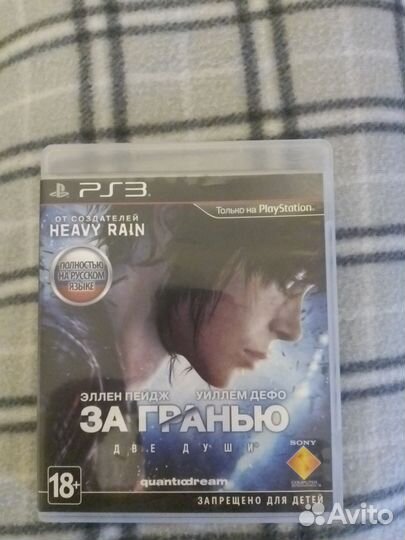 PS3
Только на PlayStation
ОТ СОЗДАТЕЛЕЙ
HEAVY RAIN
ПОЛНОСТЬЮ
НА РУССКОМ
ЯЗЫКЕ
ЭЛЛЕН ПЕЙДЖ УИЛЛЕМ ДЕФО
ЗА ГРАНЬЮ
ДВЕ ДУШИ
SONY
COMPUTER
18+
quanticdream
ЗАПРЕЩЕНО ДЛЯ ДЕТЕЙ
Avito